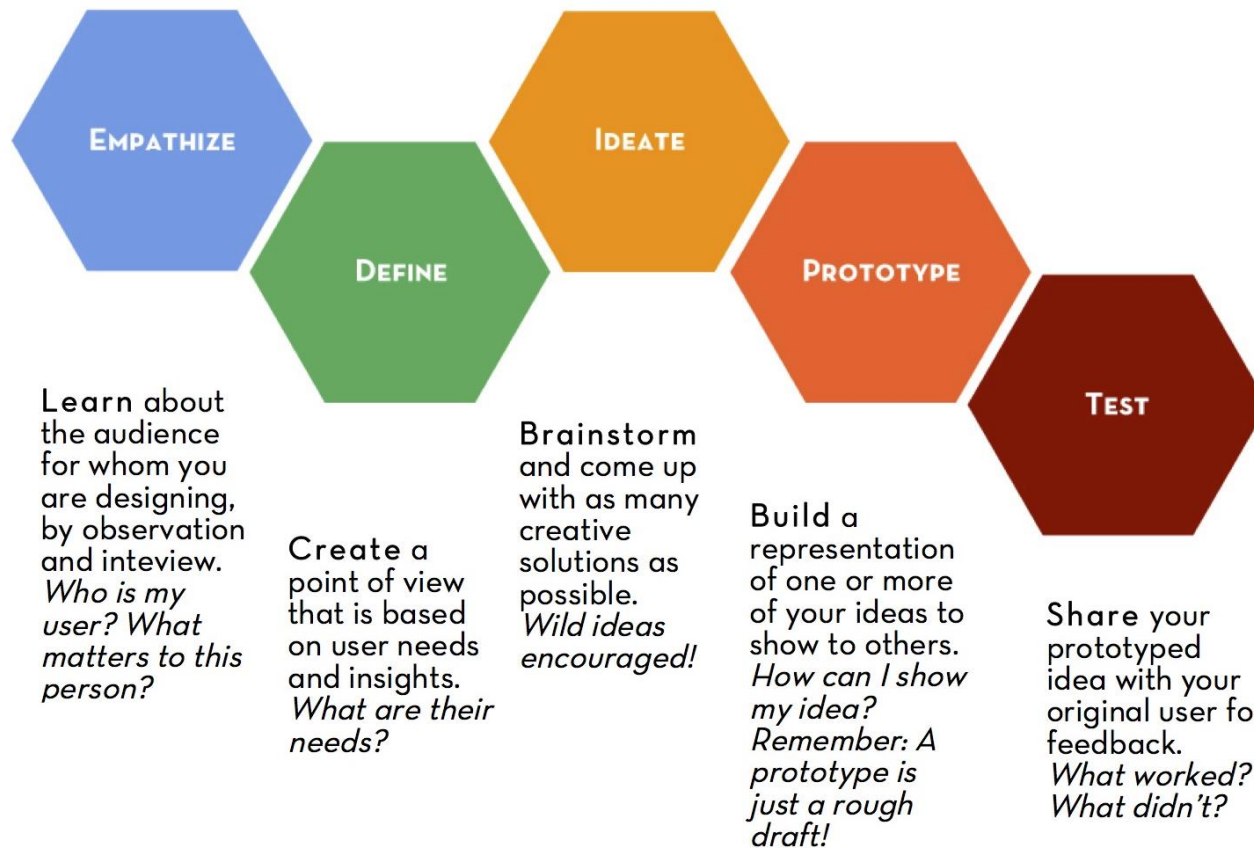 EMPATHIZE
DEFINE
IDEATE
PROTOTYPE
TEST
Learn about
the audience
for whom you
are designing,
by observation
and inteview.
Who is my
user? What
matters to this
person?
Create a
point of view
that is based
on user needs
and insights.
What are their
needs?
Brainstorm
and come up
with as many
creative
solutions as
possible.
Wild ideas
encouraged!
Build a
representation
of one or more
of your ideas to
show to others.
How can I show
my idea?
Remember: A
prototype is
just a rough
draft!
Share your
prototyped
idea with your
original user fo
feedback.
What worked?
What didn't?